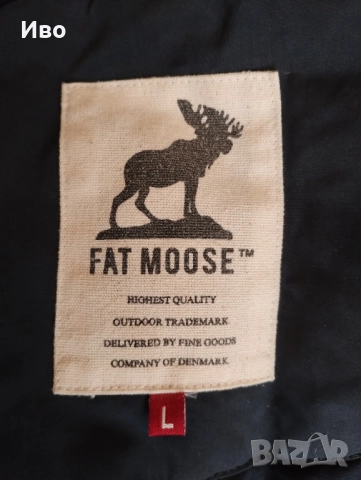 Иво
FAT MOOSE™
HIGHEST QUALITY
OUTDOOR TRADEMARK
DELIVERED BY FINE GOODS
COMPANY OF DENMARK
L
BAZAR